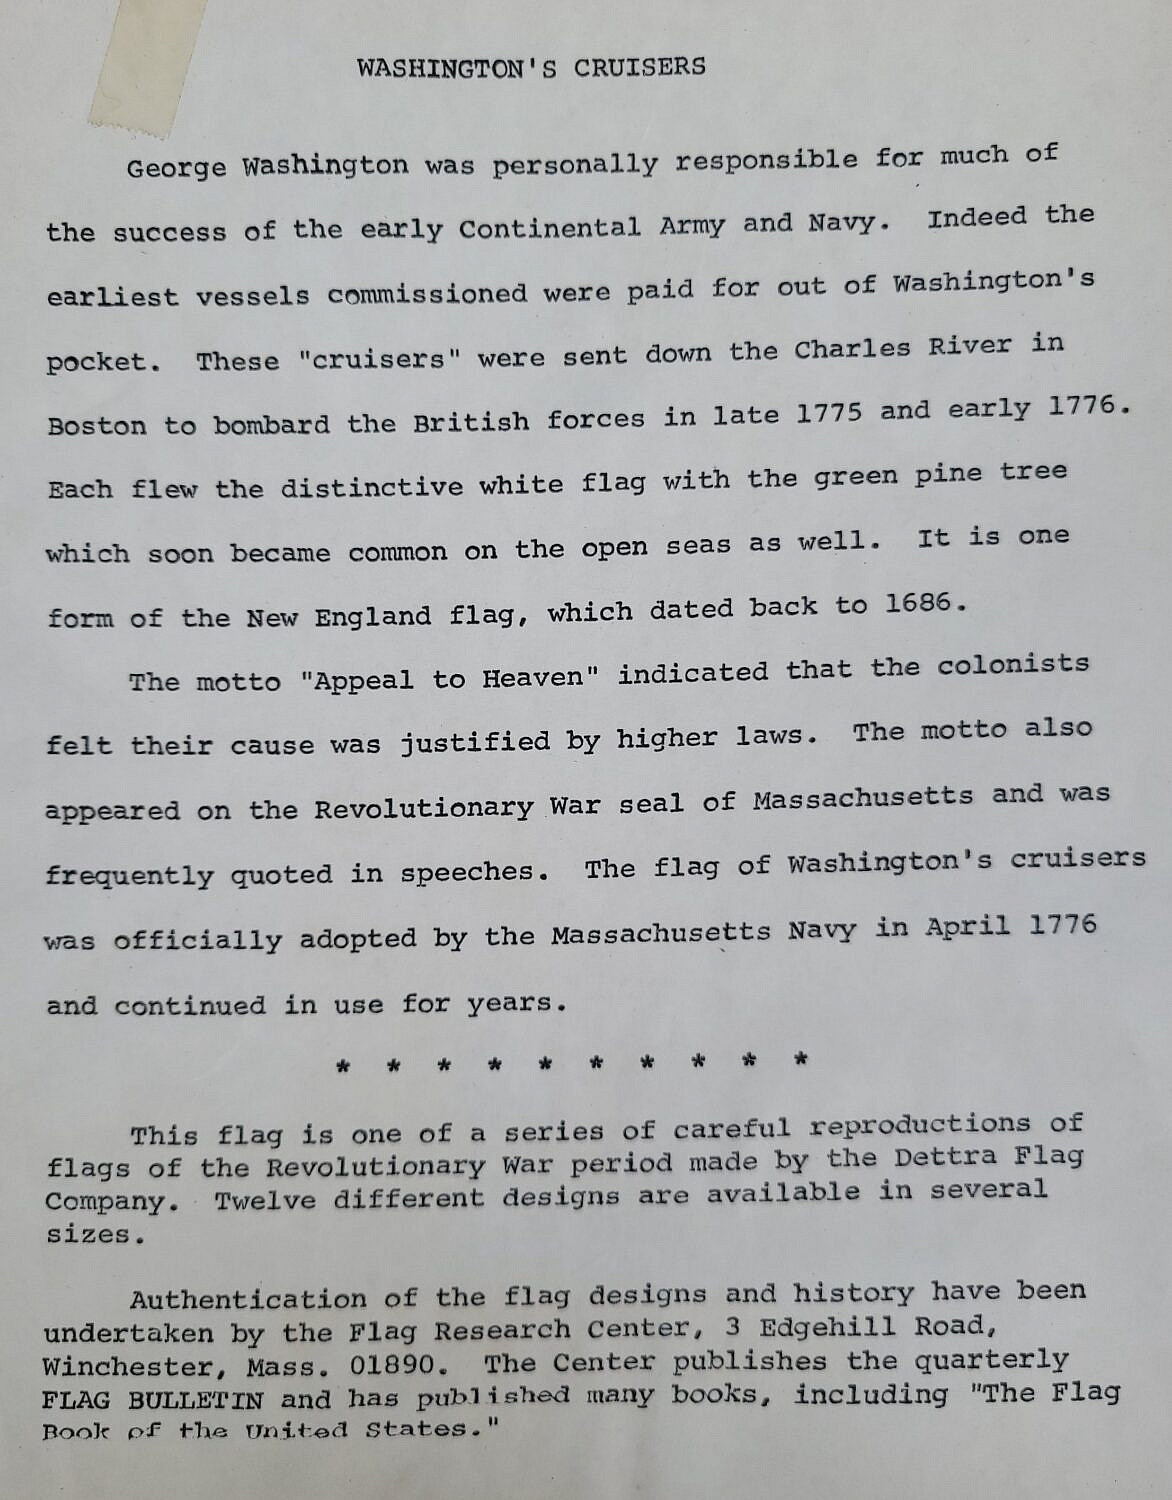 WASHINGTON'S CRUISERS
George Washington was personally responsible for much of
the success of the early Continental Army and Navy. Indeed the
earliest vessels commissioned were paid for out of Washington's
pocket. These "cruisers" were sent down the Charles River in
Boston to bombard the British forces in late 1775 and early 1776.
Each flew the distinctive white flag with the green pine tree
which soon became common on the open seas as well. It is one
form of the New England flag, which dated back to 1686.
The motto "Appeal to Heaven" indicated that the colonists
felt their cause was justified by higher laws. The motto also
appeared on the Revolutionary War seal of Massachusetts and was
frequently quoted in speeches. The flag of Washington's cruisers
was officially adopted by the Massachusetts Navy in April 1776
and continued in use for years.
* * * * * * * * * *
This flag is one of a series of careful reproductions of
flags of the Revolutionary War period made by the Dettra Flag
Company. Twelve different designs are available in several
sizes.
Authentication of the flag designs and history have been
undertaken by the Flag Research Center, 3 Edgehill Road,
Winchester, Mass. 01890. The Center publishes the quarterly
FLAG BULLETIN and has published many books, including "The Flag
Book of the United States."